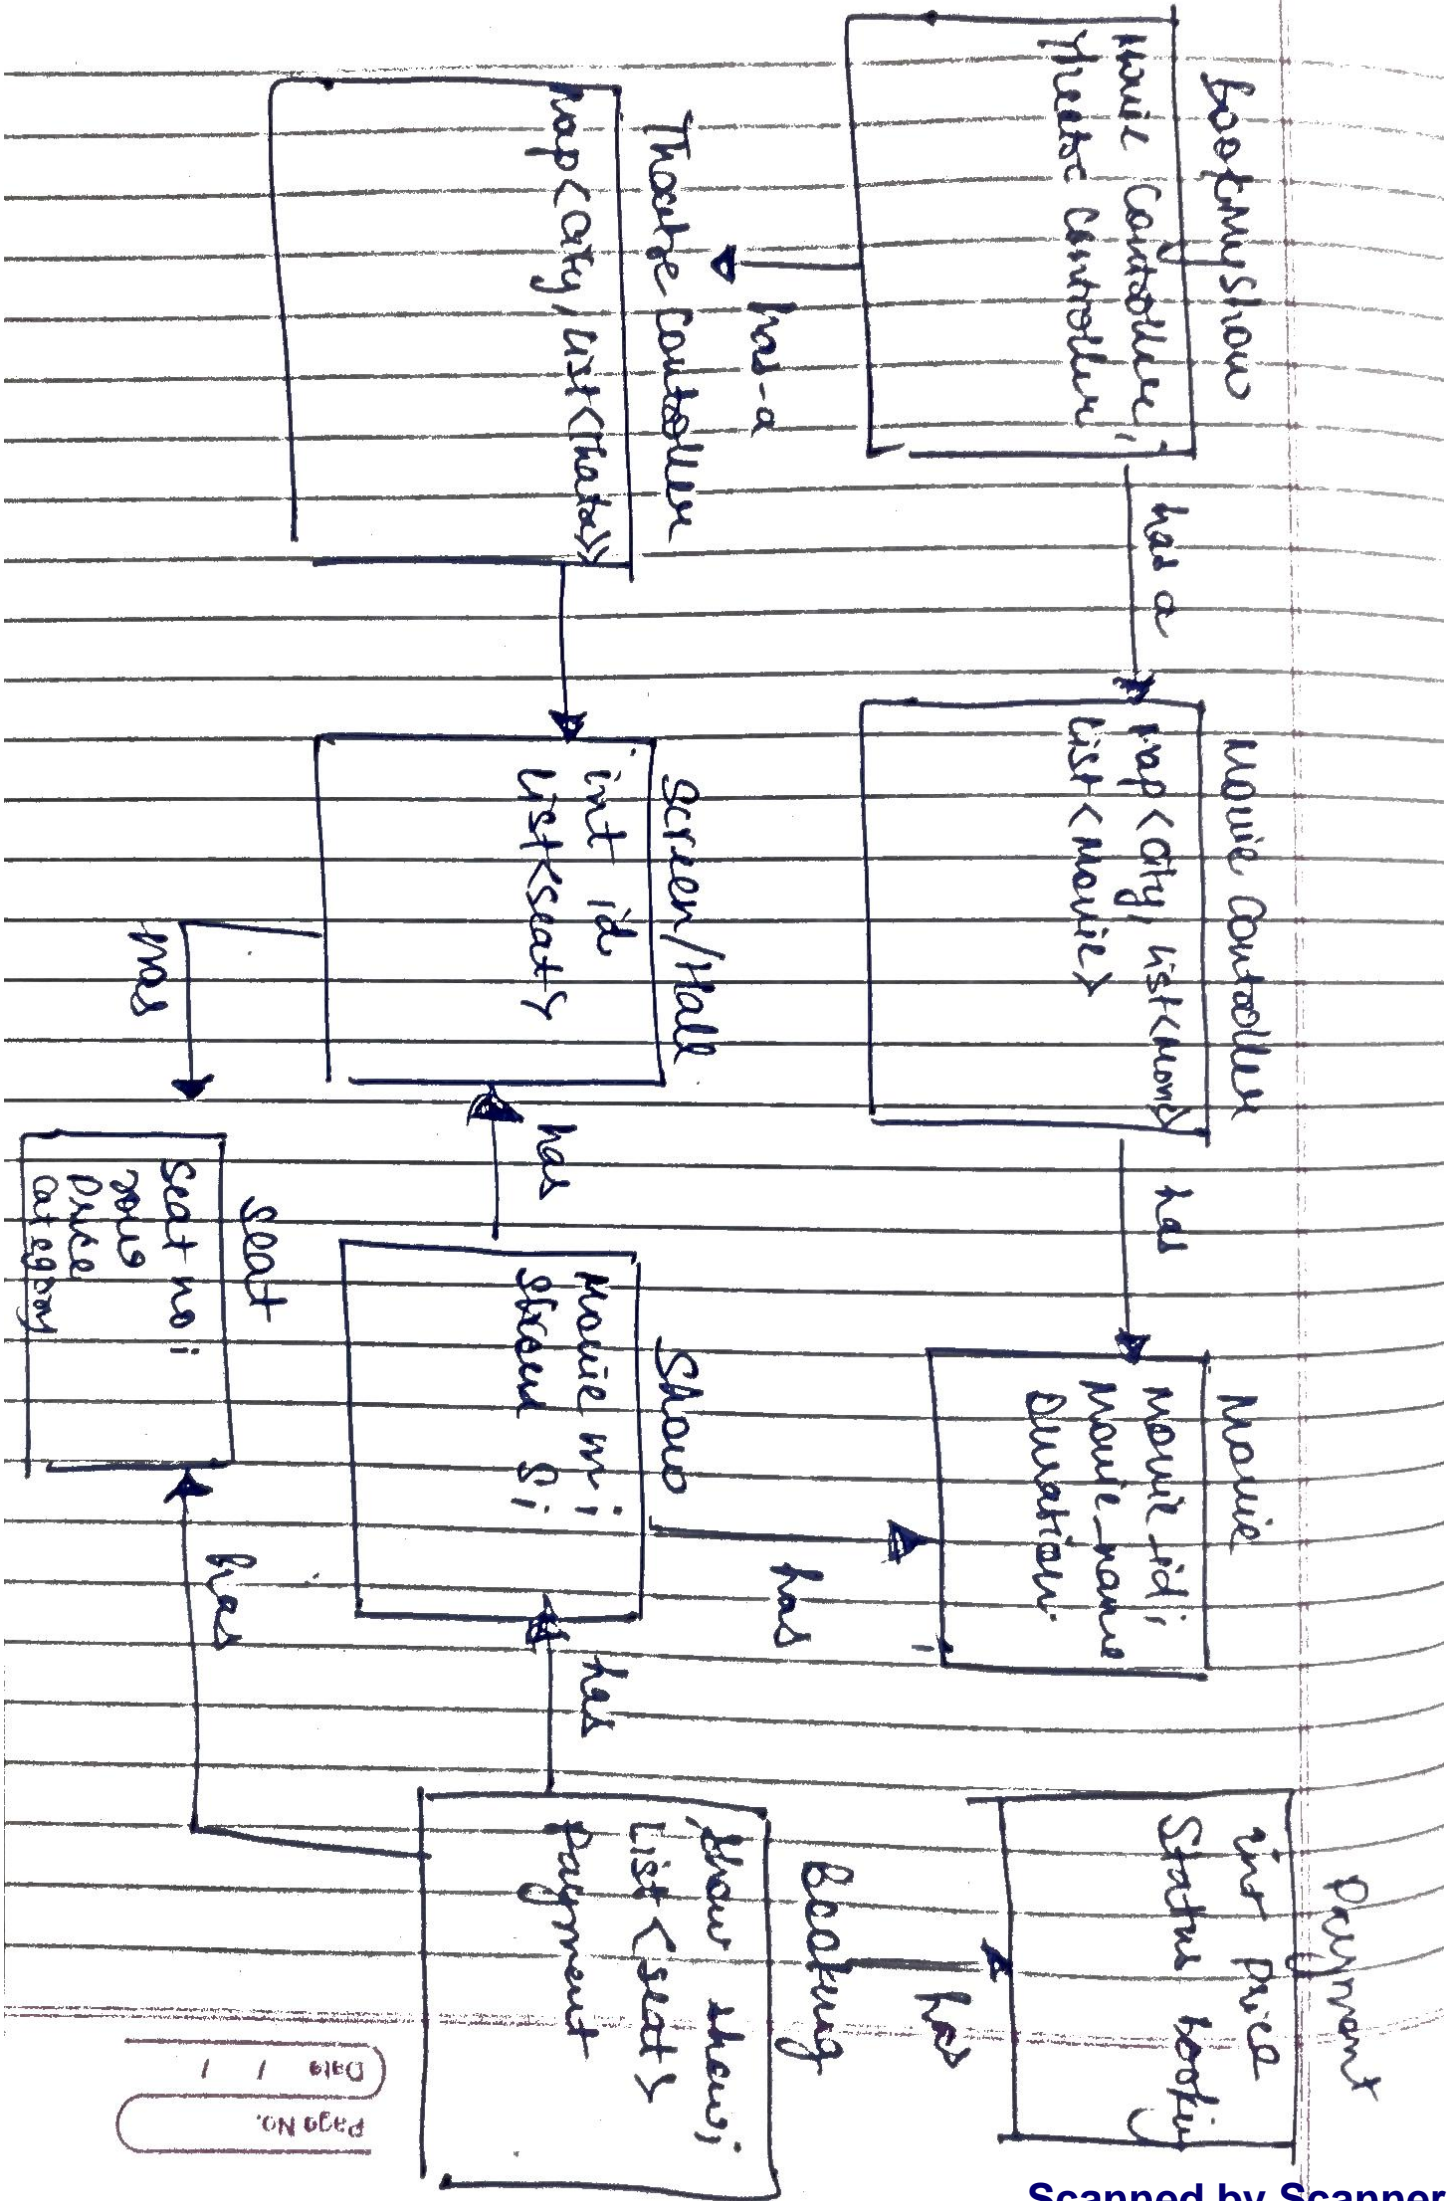 bookmyshow
Movie Controller;
Theatre Controller;
has a
Movie Controller
Map<City, List<Movie>>
List<Movie>
has
Movie
Movie_id;
Movie_name
Duration.
Payment
int price
Status
has-a
Theatre Controller
Map<City, List<Theatre>>
Screen/Hall
int id
List<Seat>
has
Show
Movie m;
Screen S;
has
has
Booking
Show show;
List<Seat>
Payment
has
has
Seat
Seat no;
row
Price
Category
has
Page No.
Date / /
Scanned by Scanner